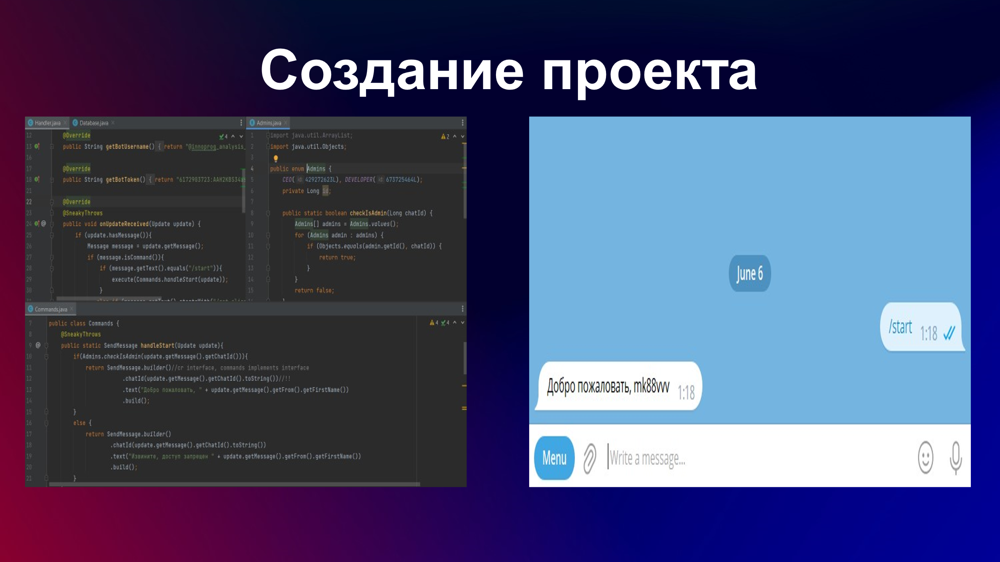 Создание проекта
Handler.java
Database.java
12 @Override
13 public String getBotUsername() { return "@innoprog_analysis_
16
17 @Override
18 public String getBotToken() { return "6172903723:AAH2KBS34
21
22 @Override
23 @SneakyThrows
24 public void onUpdateReceived(Update update) {
25 if (update.hasMessage()){
26 Message message = update.getMessage();
27 if (message.isCommand()){
28 if (message.getText().equals("/start")){
29 execute(Commands.handleStart(update));
30 }
4
Admins.java
1 import java.util.ArrayList;
2 import java.util.Objects;
3
4 public enum Admins {
5 CEO( id: 429272623L), DEVELOPER( id: 673725464L);
6 private Long id;
7
8 public static boolean checkIsAdmin(Long chatId) {
9 Admins[] admins = Admins.values();
10 for (Admins admin : admins) {
11 if (Objects.equals(admin.getId(), chatId)) {
12 return true;
13 }
14 }
15 return false;
2
Commands.java
7 public class Commands {
8 @SneakyThrows
9 public static SendMessage handleStart(Update update){
10 if(Admins.checkIsAdmin(update.getMessage().getChatId())){
11 return SendMessage.builder()//cr interface, commands implements interface
12 .chatId(update.getMessage().getChatId().toString())//!!
13 .text("Добро пожаловать, " + update.getMessage().getFrom().getFirstName())
14 .build();
15 }
16 else {
17 return SendMessage.builder()
18 .chatId(update.getMessage().getChatId().toString())
19 .text("Извините, доступ запрещен " + update.getMessage().getFrom().getFirstName())
20 .build();
21 }
4 4
June 6
/start 1:18
Добро пожаловать, mk88vvv 1:18
Menu
Write a message...